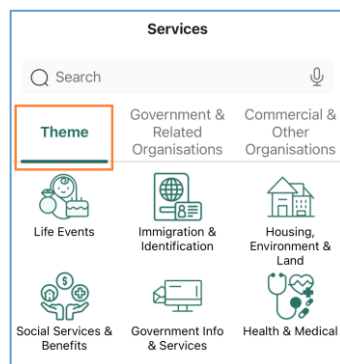 Services
Search
Theme
Government &
Related
Organisations
Commercial &
Other
Organisations
Life Events
Immigration &
Identification
Housing,
Environment &
Land
$
Social Services &
Benefits
Government Info
& Services
Health & Medical